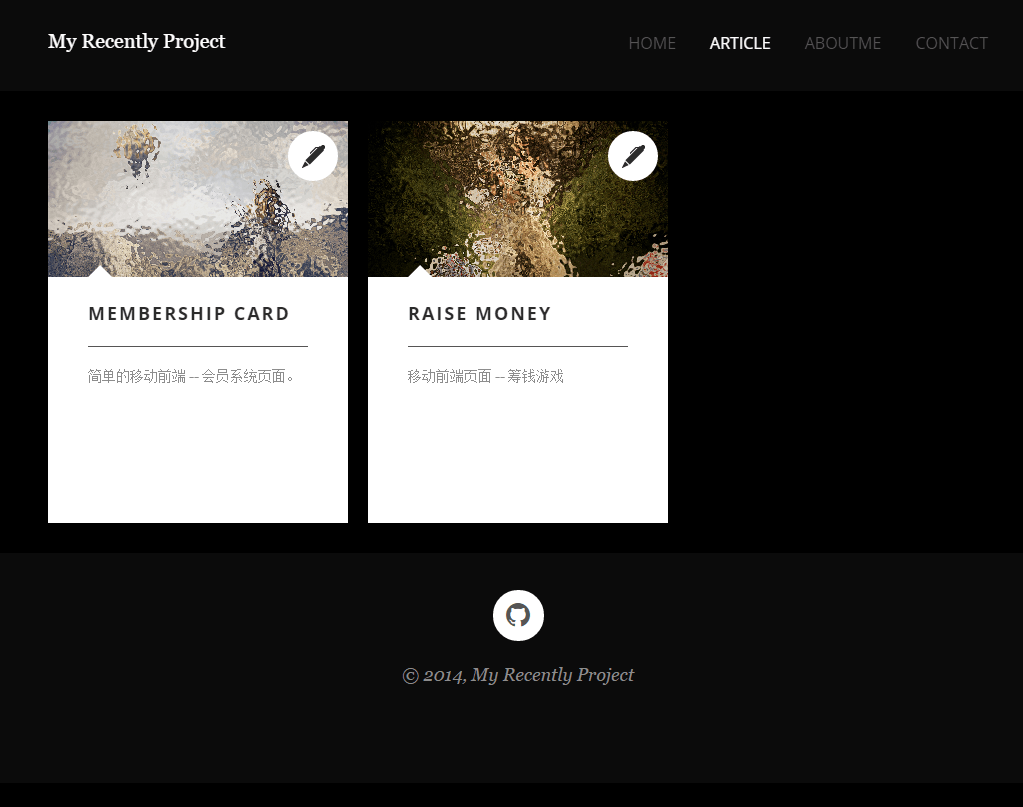 My Recently Project
HOME ARTICLE ABOUTME CONTACT
MEMBERSHIP CARD
简单的移动前端 -- 会员系统页面。
RAISE MONEY
移动前端页面 -- 筹钱游戏
© 2014, My Recently Project